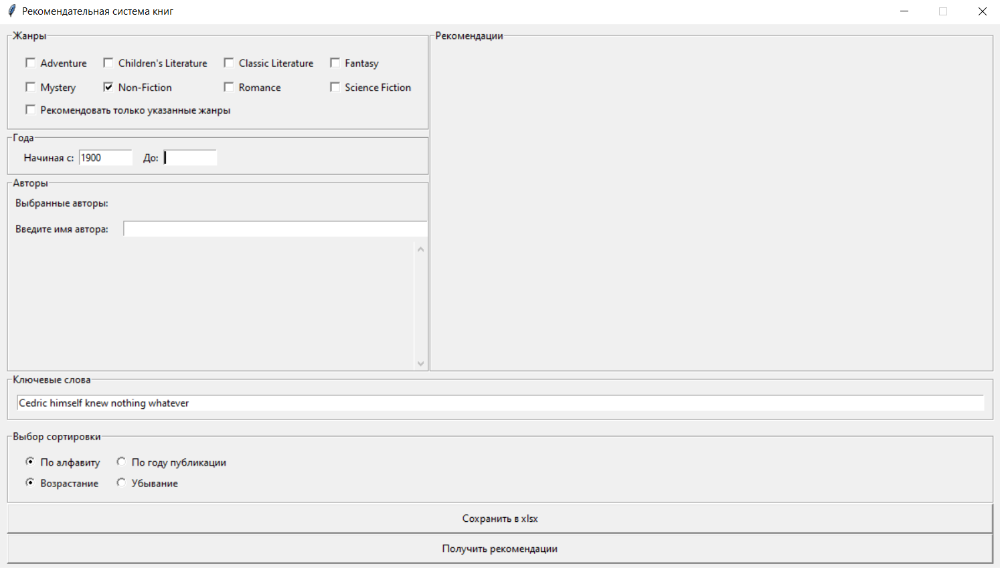 Рекомендательная система книг
Жанры
Adventure Children's Literature Classic Literature Fantasy
Mystery Non-Fiction Romance Science Fiction
Рекомендовать только указанные жанры
Года
Начиная с: 1900 До:
Авторы
Выбранные авторы:
Введите имя автора:
Рекомендации
Ключевые слова
Cedric himself knew nothing whatever
Выбор сортировки
По алфавиту По году публикации
Возрастание Убывание
Сохранить в xlsx
Получить рекомендации